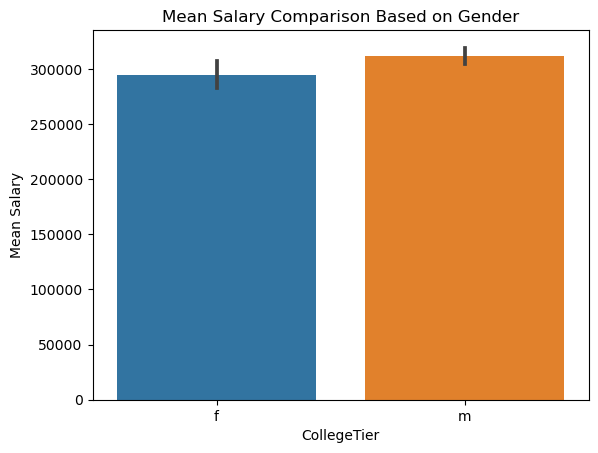 Mean Salary Comparison Based on Gender
Mean Salary
300000
250000
200000
150000
100000
50000
0
f m
CollegeTier